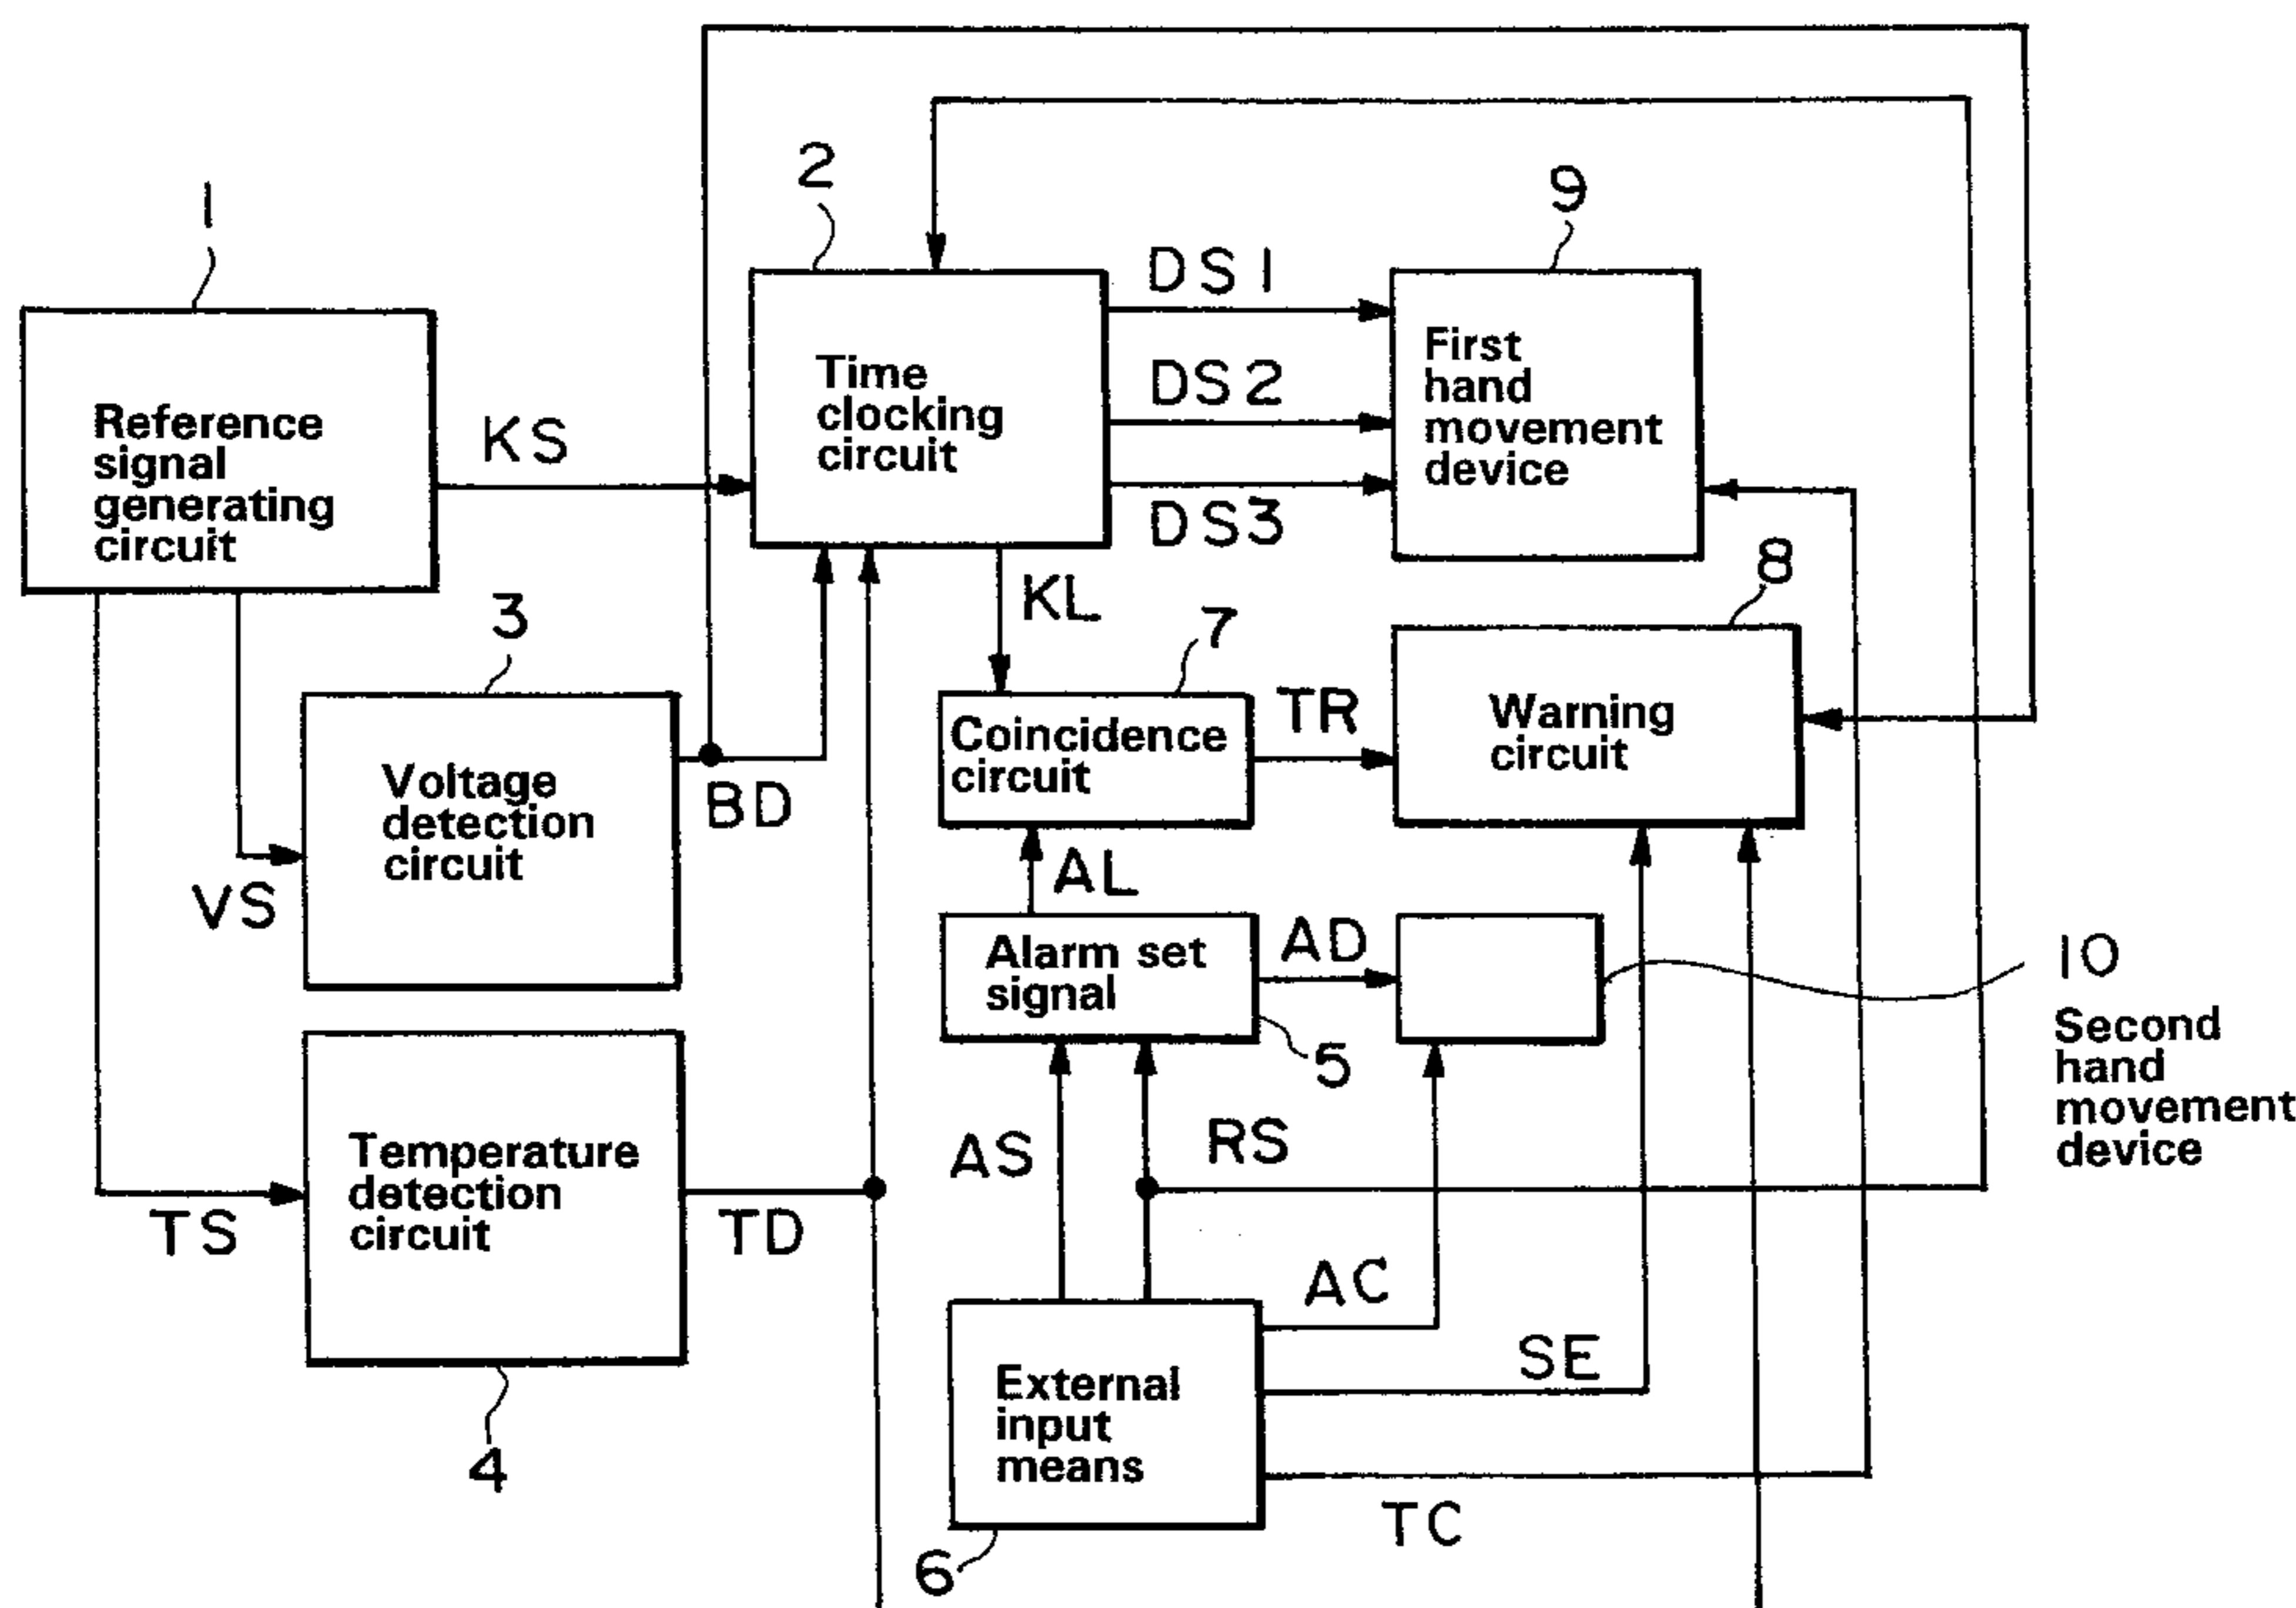 1
2
9
Reference
signal
generating
circuit
KS
Time
clocking
circuit
DS1
DS2
DS3
First
hand
movement
device
3
KL
7
8
Voltage
detection
circuit
BD
VS
Coincidence
circuit
TR
Warning
circuit
AL
Alarm set
signal
AD
5
10
Second
hand
movement
device
Temperature
detection
circuit
TS
TD
4
AS
RS
AC
SE
TC
External
input
means
6